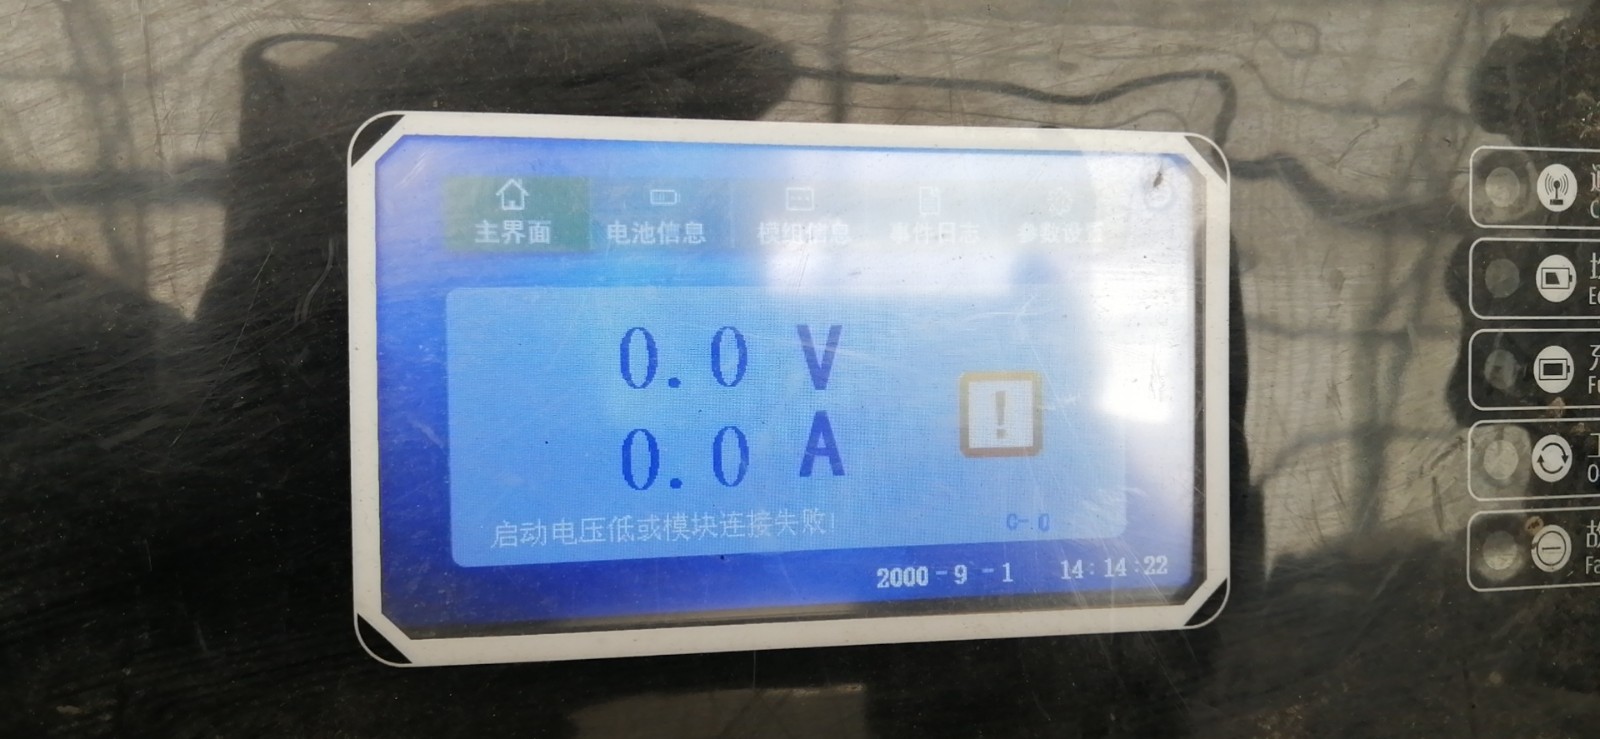 主界面
电池信息
模组信息
事件日志
参数设置
0.0 V
0.0 A
启动电压低或模块连接失败!
C-.0
2000-9-1 14:14:22